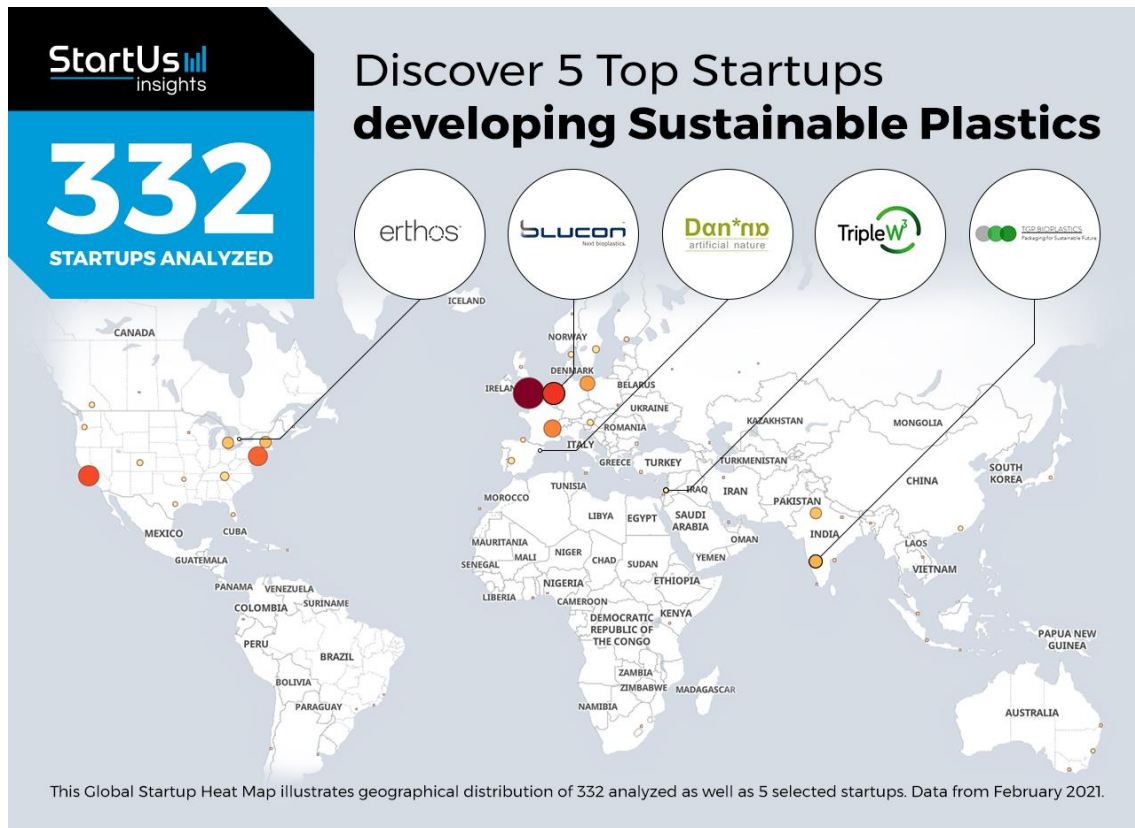 StartUs
insights
Discover 5 Top Startups
developing Sustainable Plastics
332
STARTUPS ANALYZED
erthos
blucon™
Next bioplastics.
Dan*na
artificial nature
TripleW3
TGP BIOPLASTICS
Packaging for Sustainable Future
ICELAND
CANADA
NORWAY
DENMARK
IRELAN
BELARUS
UKRAINE
ROMANIA
ITALY
GREECE
TURKEY
KAZAKHSTAN
TURKMENISTAN
MONGOLIA
CHINA
SOUTH
KOREA
TUNISIA
MOROCCO
LIBYA
EGYPT
IRAQ
IRAN
SAUDI
ARABIA
PAKISTAN
INDIA
OMAN
YEMEN
LAOS
VIETNAM
MEXICO
CUBA
GUATEMALA
PANAMA
VENEZUELA
COLOMBIA
SURINAME
PERU
BRAZIL
BOLIVIA
PARAGUAY
MAURITANIA
MALI
NIGER
CHAD
SUDAN
SENEGAL
NIGERIA
ETHIOPIA
LIBERIA
CAMEROON
KENYA
DEMOCRATIC
REPUBLIC OF
THE CONGO
ZAMBIA
ZIMBABWE
MADAGASCAR
NAMIBIA
PAPUA NEW
GUINEA
AUSTRALIA
This Global Startup Heat Map illustrates geographical distribution of 332 analyzed as well as 5 selected startups. Data from February 2021.